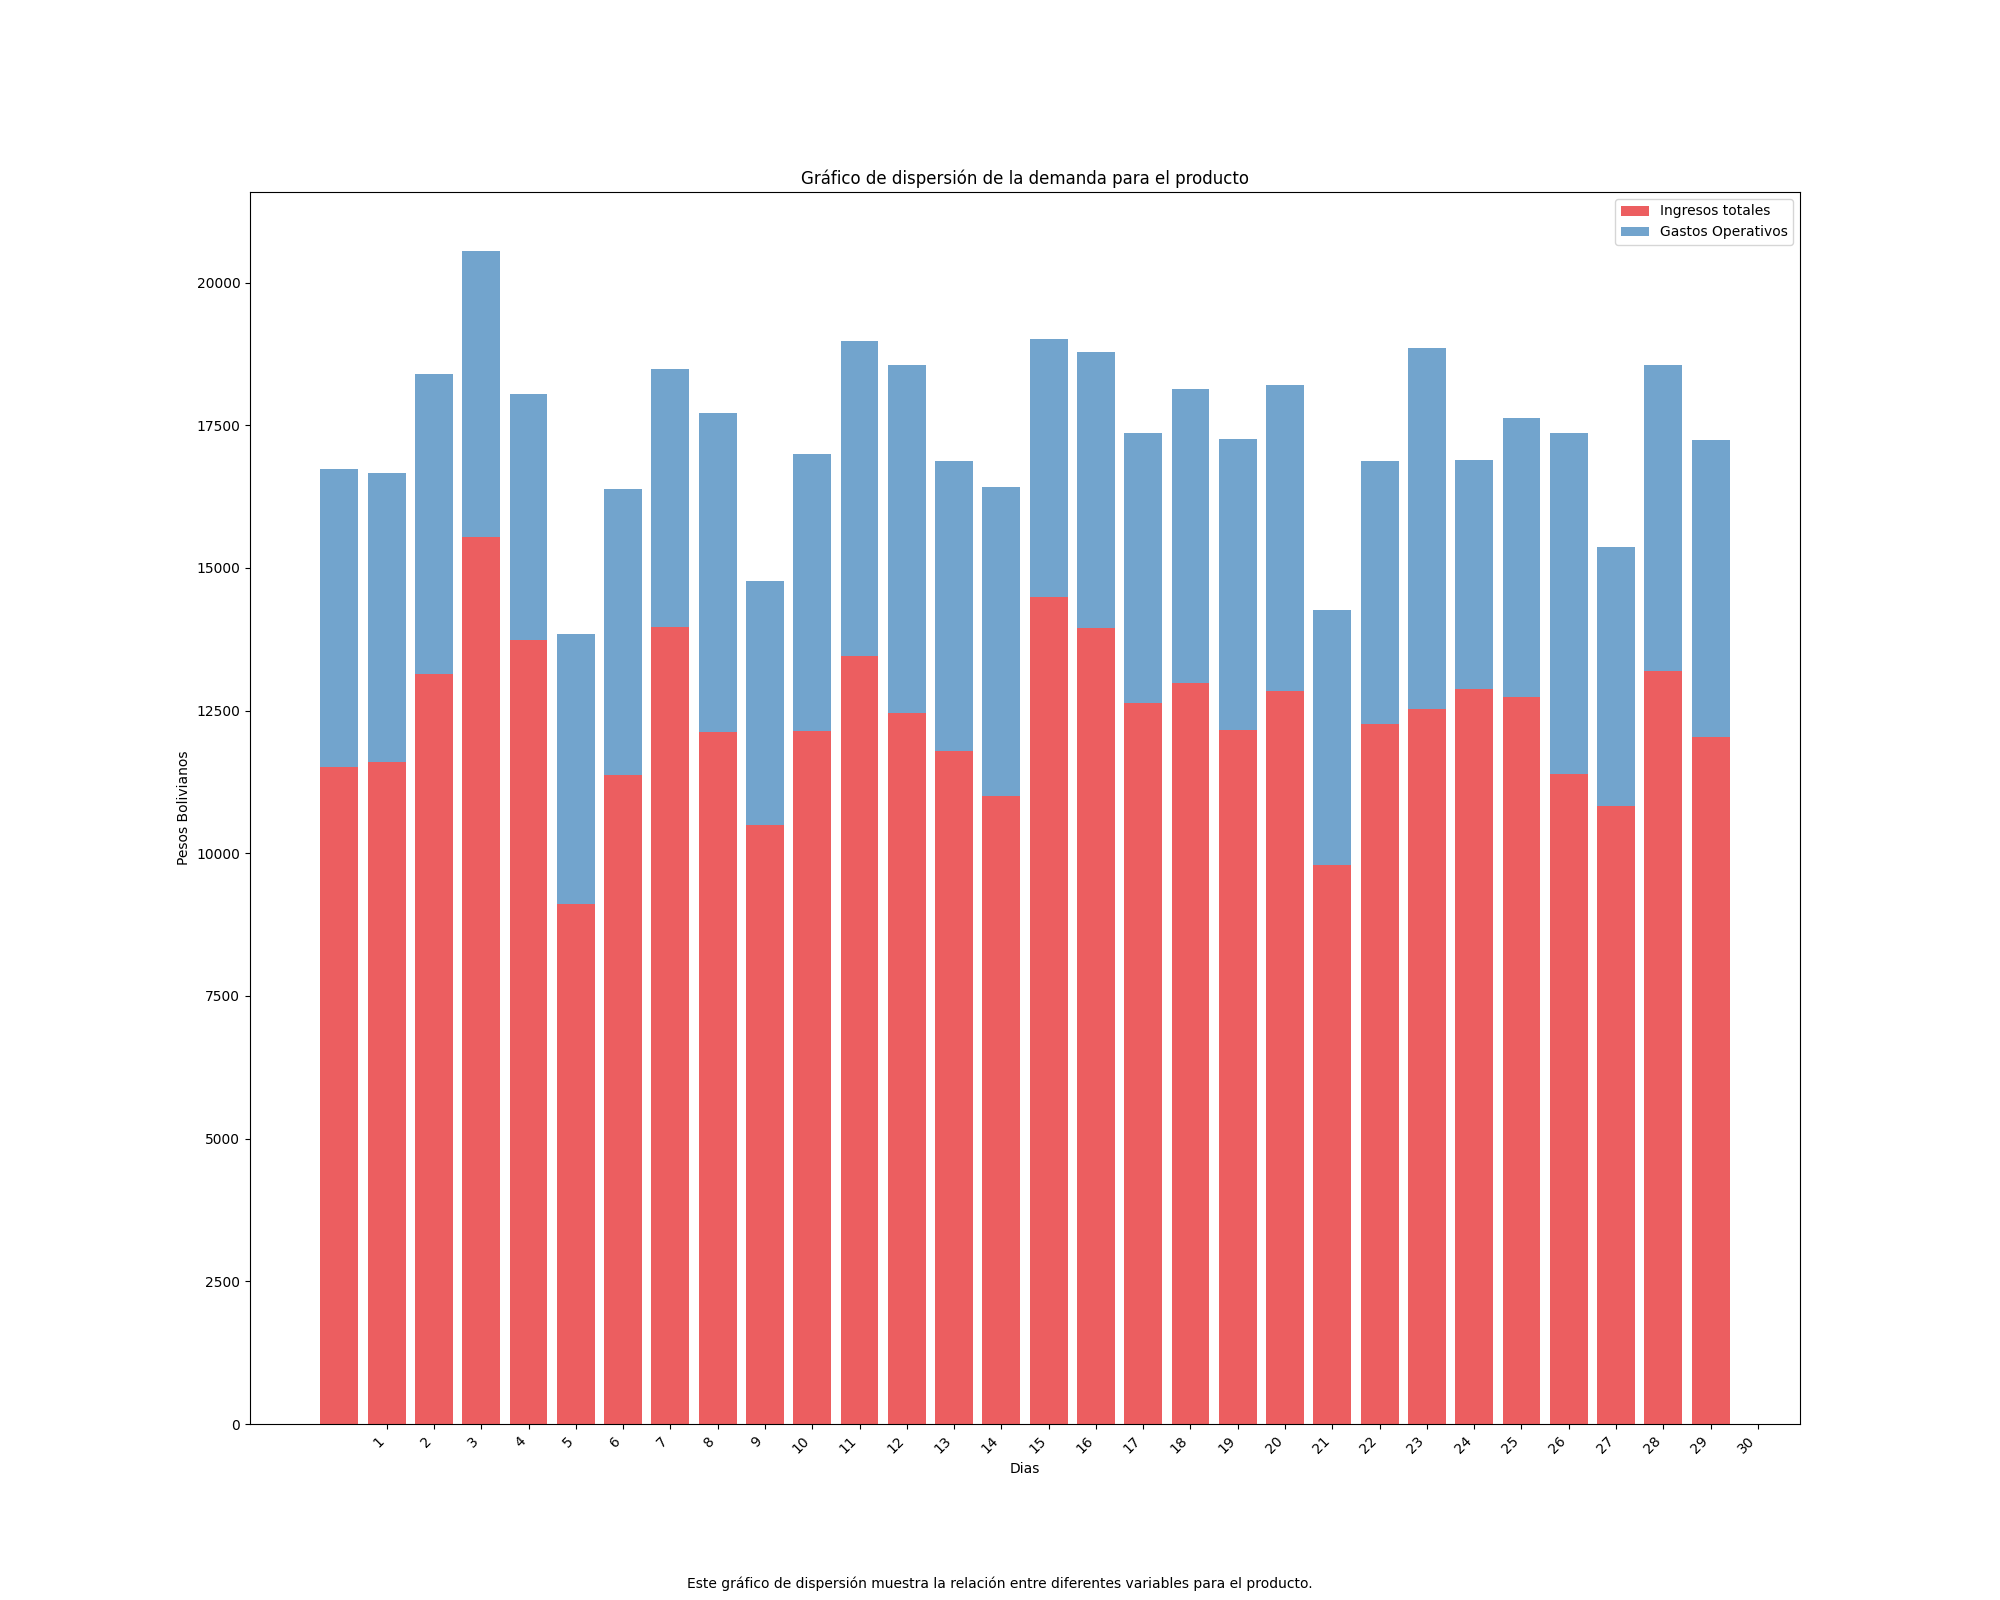 Gráfico de dispersión de la demanda para el producto
Ingresos totales
Gastos Operativos
20000
17500
15000
12500
10000
7500
5000
2500
0
Pesos Bolivianos
1 2 3 4 5 6 7 8 9 10 11 12 13 14 15 16 17 18 19 20 21 22 23 24 25 26 27 28 29 30
Dias
Este gráfico de dispersión muestra la relación entre diferentes variables para el producto.